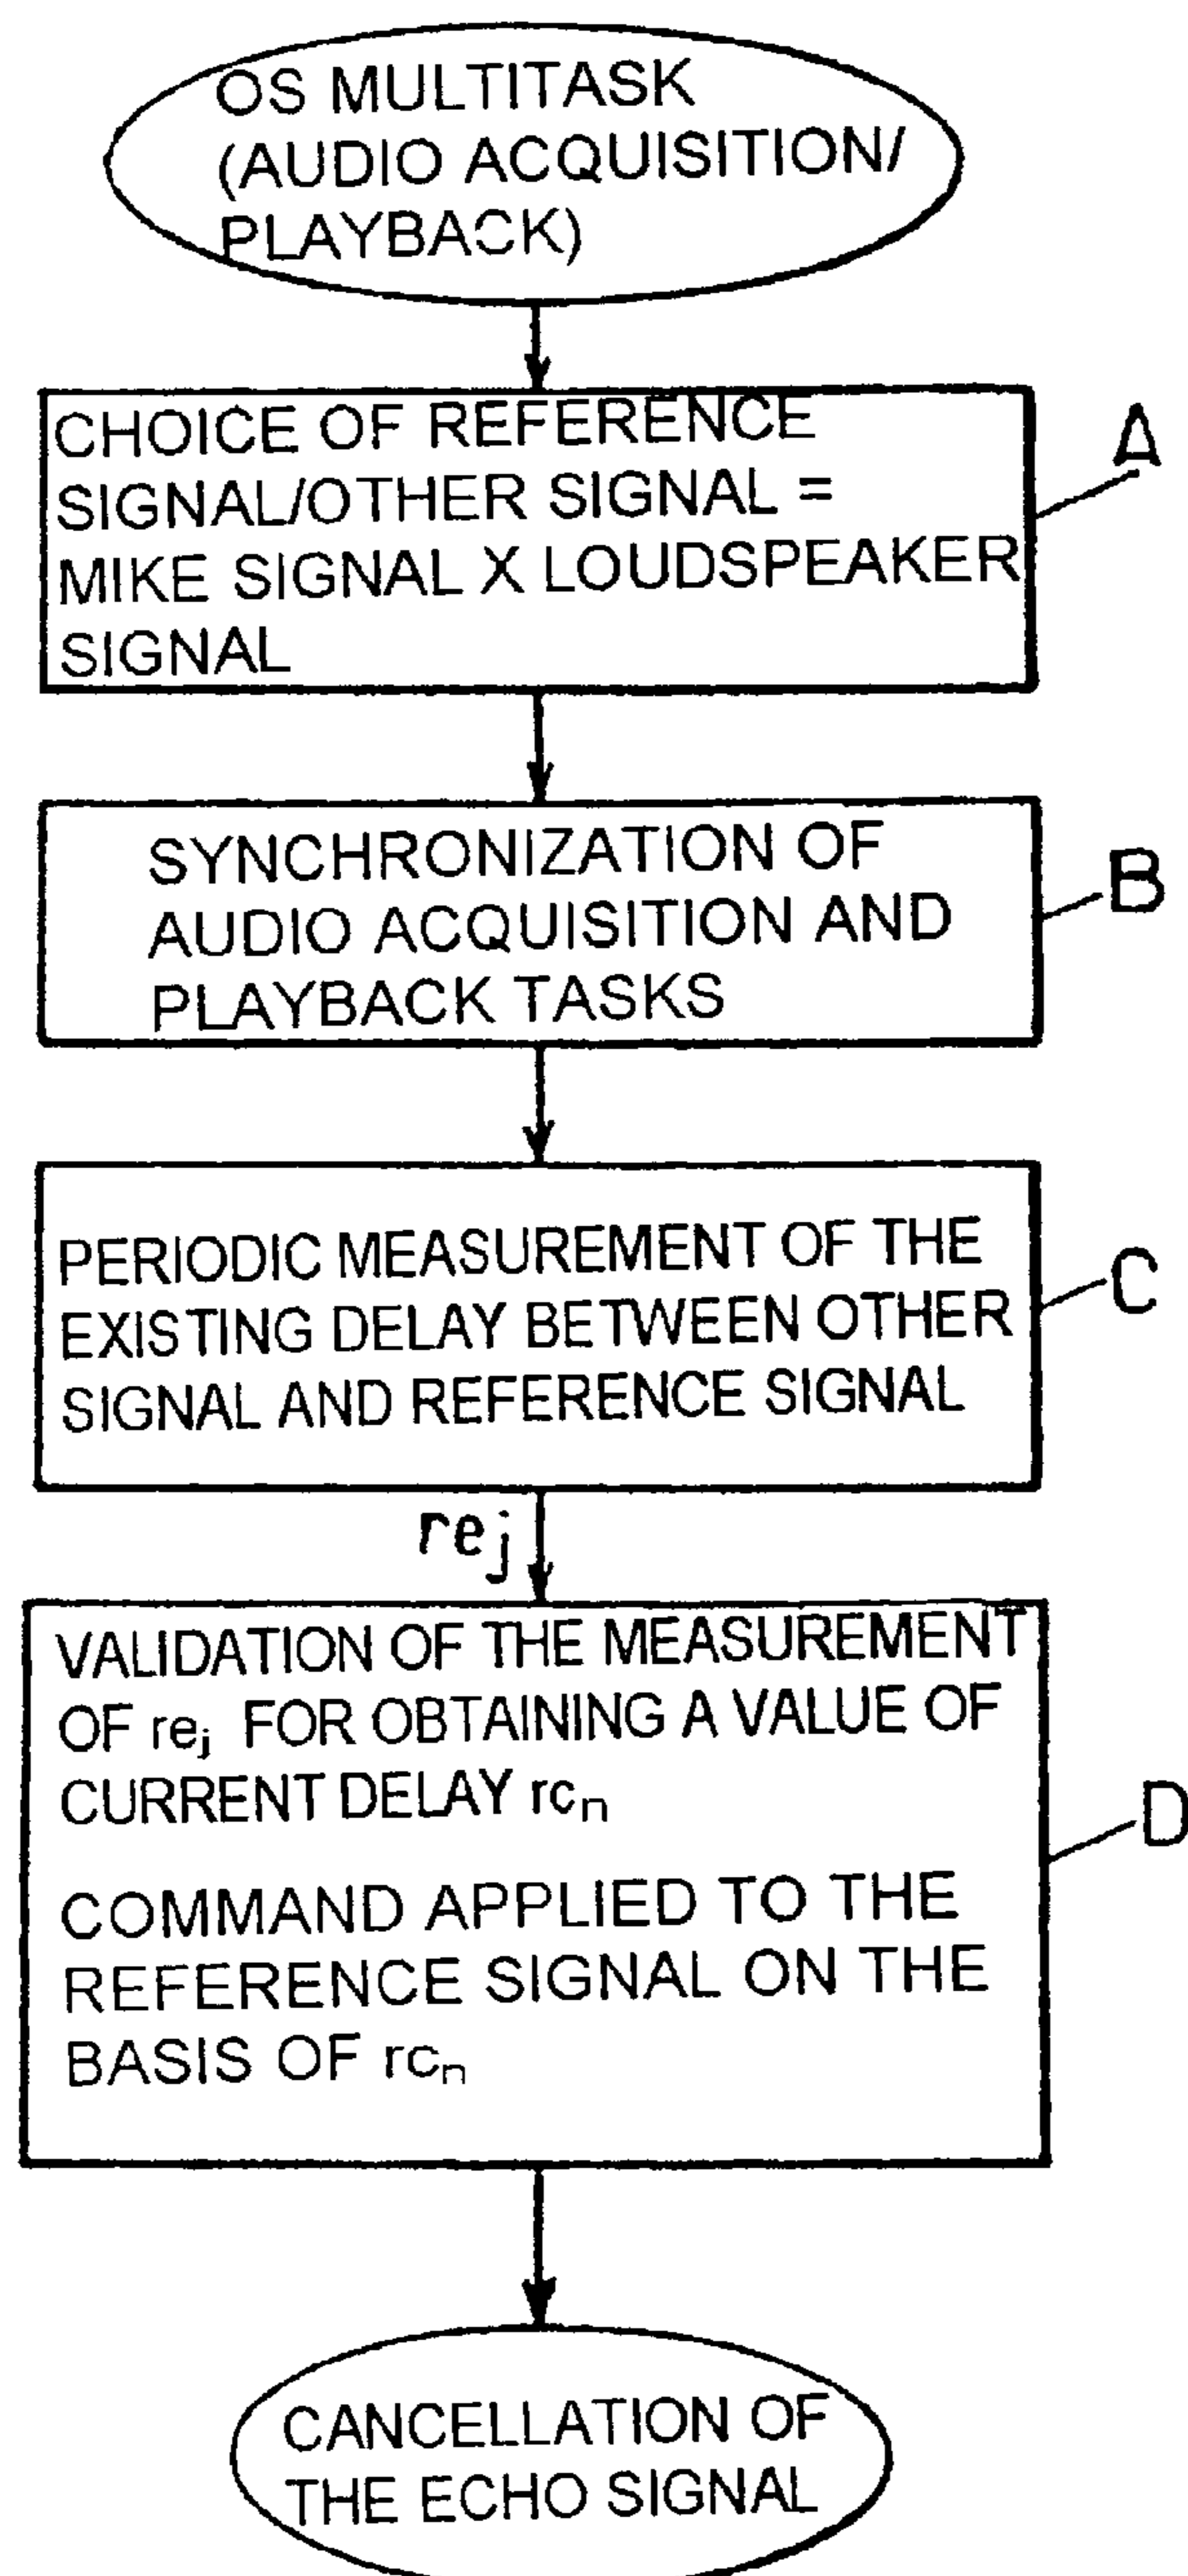 OS MULTITASK
(AUDIO ACQUISITION/
PLAYBACK)
CHOICE OF REFERENCE
SIGNAL/OTHER SIGNAL =
MIKE SIGNAL X LOUDSPEAKER
SIGNAL
A
SYNCHRONIZATION OF
AUDIO ACQUISITION AND
PLAYBACK TASKS
B
PERIODIC MEASUREMENT OF THE
EXISTING DELAY BETWEEN OTHER
SIGNAL AND REFERENCE SIGNAL
C
rej
VALIDATION OF THE MEASUREMENT
OF rej FOR OBTAINING A VALUE OF
CURRENT DELAY rcn
COMMAND APPLIED TO THE
REFERENCE SIGNAL ON THE
BASIS OF rcn
D
CANCELLATION OF
THE ECHO SIGNAL